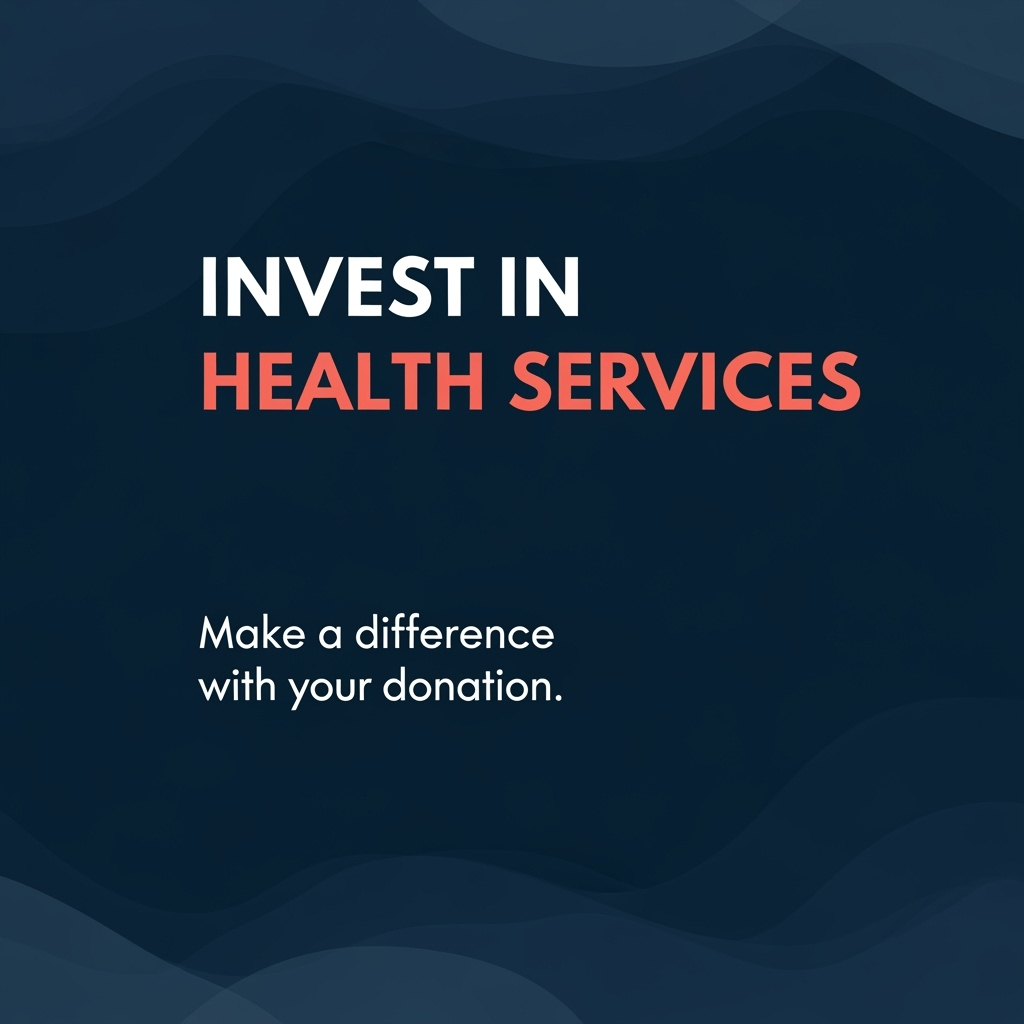 INVEST IN
HEALTH SERVICES
Make a difference
with your donation.